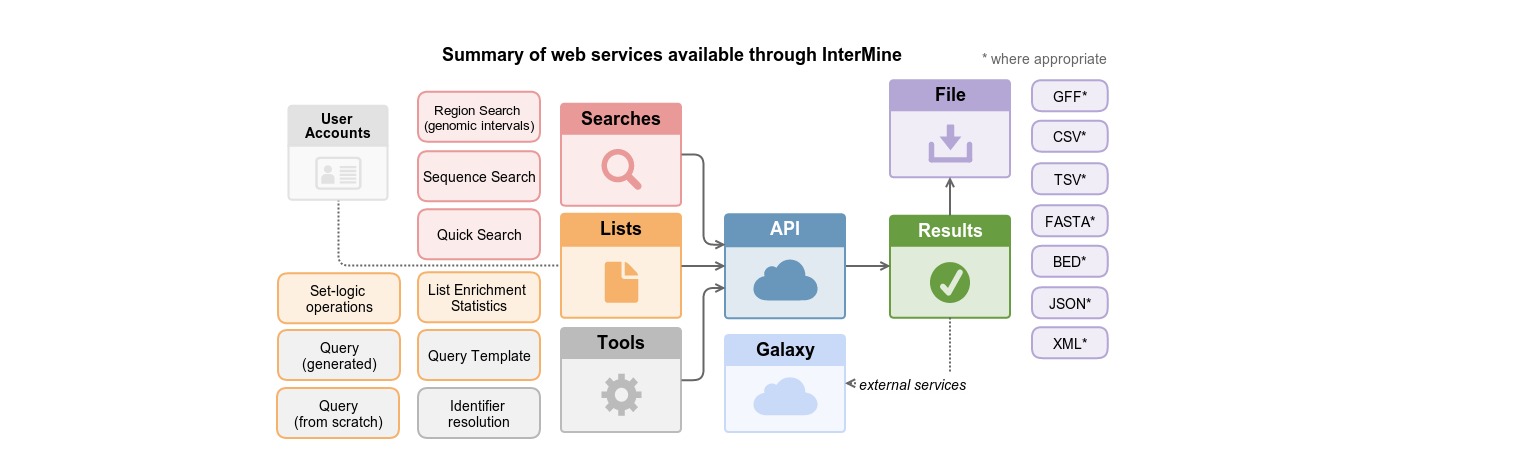 Summary of web services available through InterMine
* where appropriate
User
Accounts
Region Search
(genomic intervals)
Sequence Search
Quick Search
Searches
Set-logic
operations
List Enrichment
Statistics
Lists
Query
(generated)
Query Template
Query
(from scratch)
Identifier
resolution
Tools
API
Galaxy
File
Results
external services
GFF*
CSV*
TSV*
FASTA*
BED*
JSON*
XML*